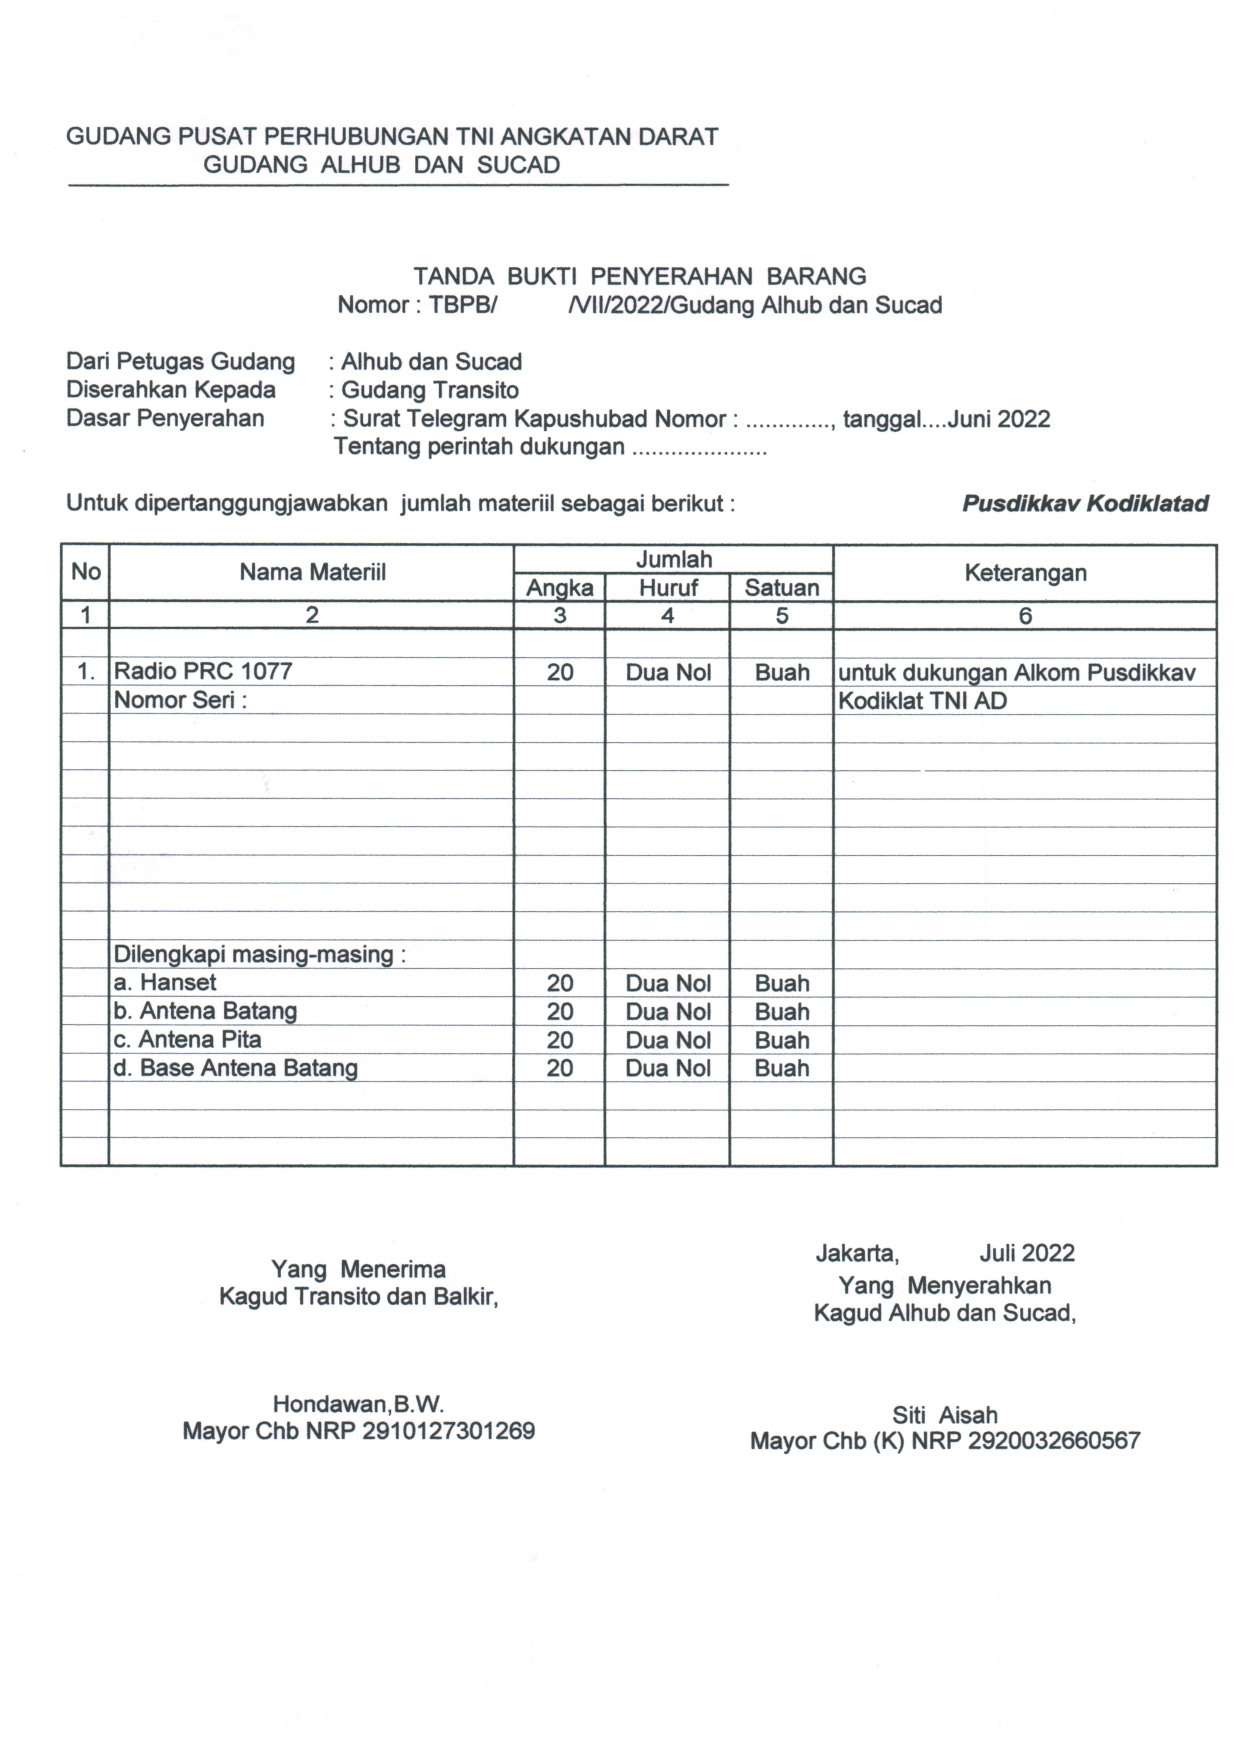 GUDANG PUSAT PERHUBUNGAN TNI ANGKATAN DARAT
GUDANG ALHUB DAN SUCAD
TANDA BUKTI PENYERAHAN BARANG
Nomor : TBPB/ /VII/2022/Gudang Alhub dan Sucad
Dari Petugas Gudang : Alhub dan Sucad
Diserahkan Kepada : Gudang Transito
Dasar Penyerahan : Surat Telegram Kapushubad Nomor : ............., tanggal....Juni 2022
Tentang perintah dukungan .....................
Untuk dipertanggungjawabkan jumlah materiil sebagai berikut : Pusdikkav Kodiklatad
No Nama Materiil Jumlah Keterangan
Angka Huruf Satuan
1 2 3 4 5 6
1. Radio PRC 1077 20 Dua Nol Buah untuk dukungan Alkom Pusdikkav
Nomor Seri : Kodiklat TNI AD
Dilengkapi masing-masing :
a. Hanset 20 Dua Nol Buah
b. Antena Batang 20 Dua Nol Buah
c. Antena Pita 20 Dua Nol Buah
d. Base Antena Batang 20 Dua Nol Buah
Yang Menerima
Kagud Transito dan Balkir,
Hondawan,B.W.
Mayor Chb NRP 2910127301269
Jakarta, Juli 2022
Yang Menyerahkan
Kagud Alhub dan Sucad,
Siti Aisah
Mayor Chb (K) NRP 2920032660567